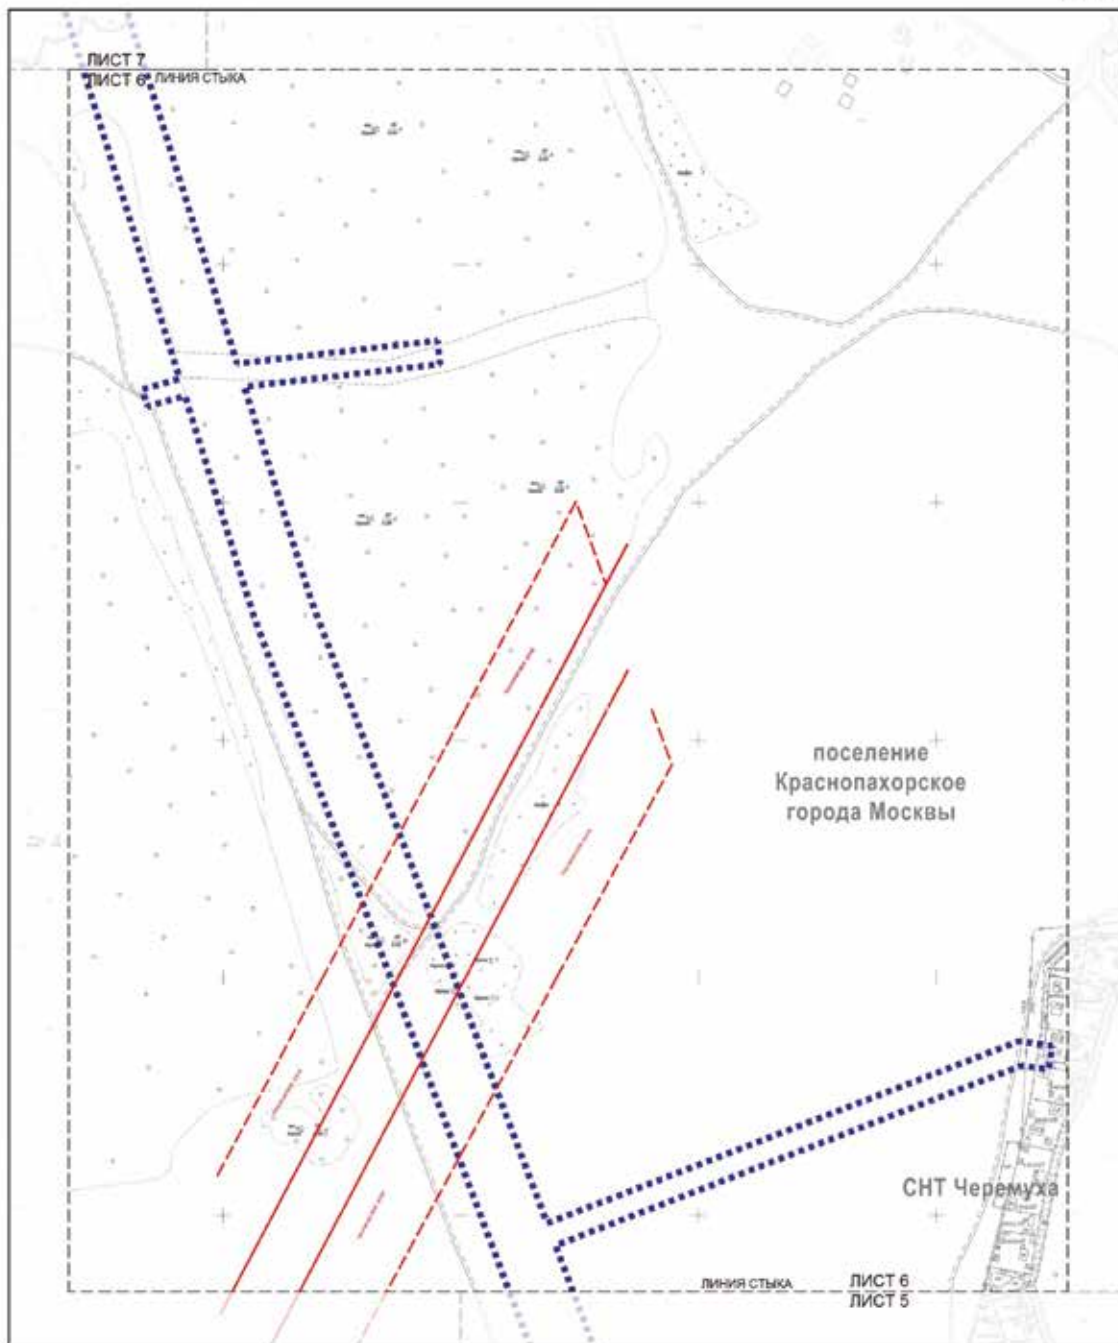 ЛИСТ 7
ЛИСТ 6 ЛИНИЯ СТЫКА
поселение
Краснопахорское
города Москвы
СНТ Черемуха
ЛИНИЯ СТЫКА ЛИСТ 6
ЛИСТ 5